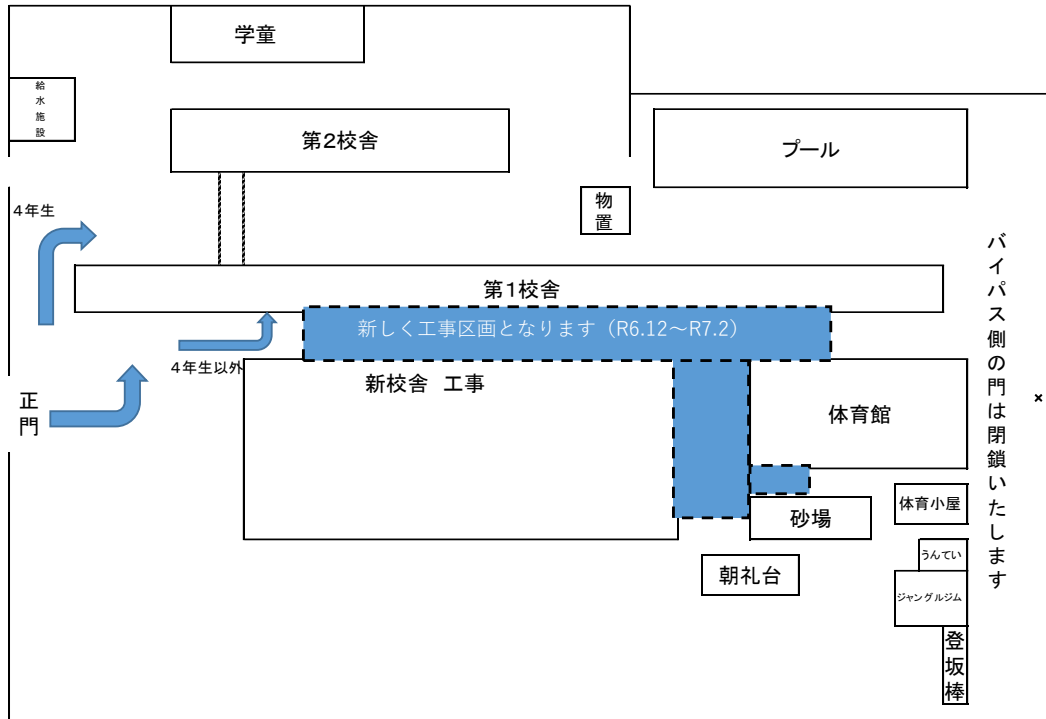 学童
給水施設
第2校舎
プール
物置
4年生
第1校舎
新しく工事区画となります（R6.12～R7.2）
4年生以外
新校舎 工事
正門
体育館
バイパス側の門は閉鎖いたします
×
体育小屋
砂場
うんてい
朝礼台
ジャングルジム
登坂棒